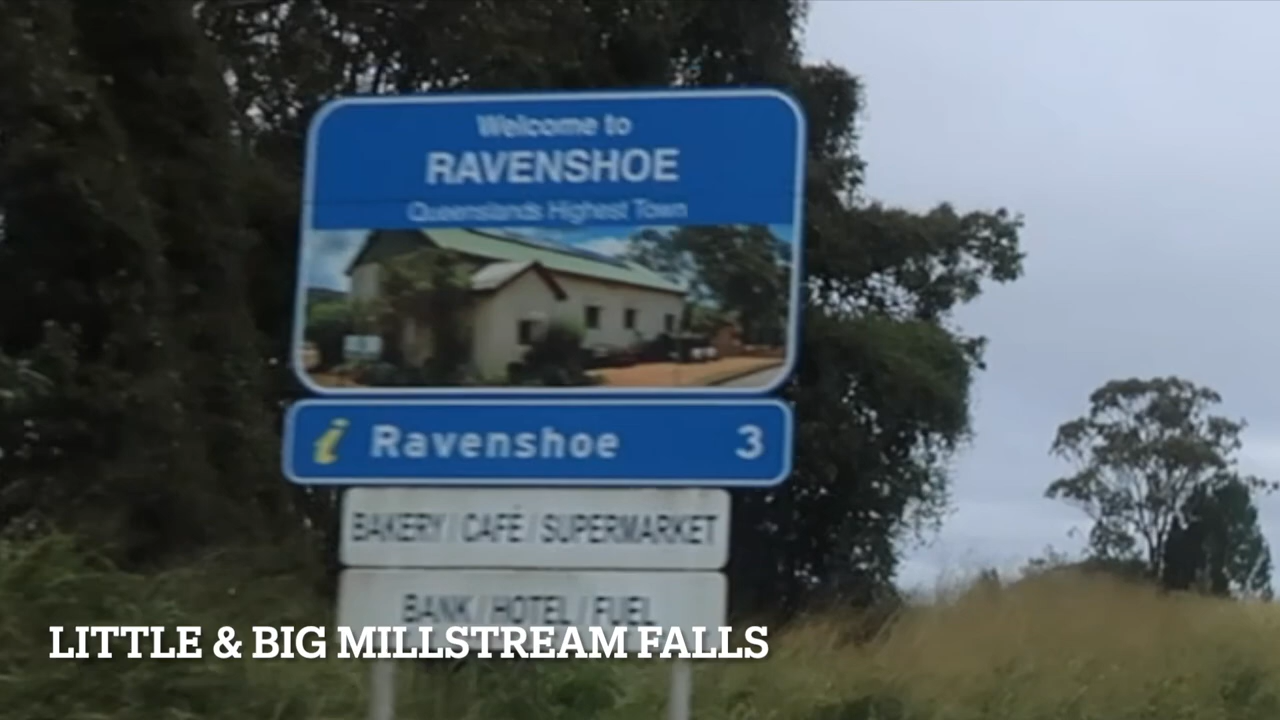 Welcome to
RAVENSHOE
Queenslands Highest Town
i Ravenshoe 3
BAKERY / CAFÉ / SUPERMARKET
BANK / HOTEL / FUEL
LITTLE & BIG MILLSTREAM FALLS